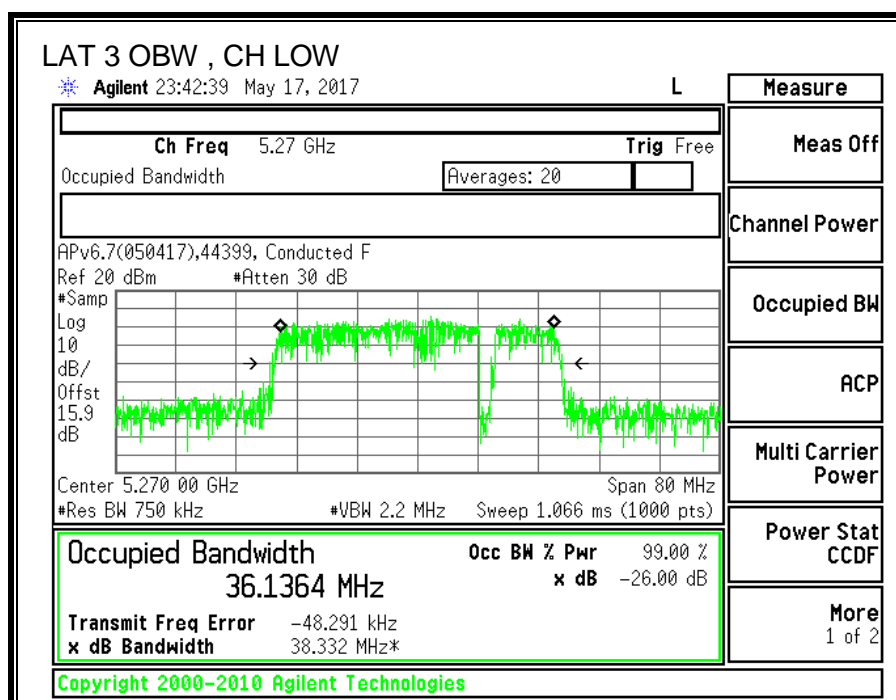 LAT 3 OBW , CH LOW
Agilent 23:42:39 May 17, 2017 L
Measure
Ch Freq 5.27 GHz Trig Free
Meas Off
Occupied Bandwidth Averages: 20
Channel Power
APv6.7(050417),44399, Conducted F
Ref 20 dBm #Atten 30 dB
#Samp
Log
10
dB/
Offst
15.9
dB
Occupied BW
ACP
Multi Carrier
Power
Center 5.270 00 GHz Span 80 MHz
#Res BW 750 kHz #VBW 2.2 MHz Sweep 1.066 ms (1000 pts)
Power Stat
CCDF
Occupied Bandwidth Occ BW % Pwr 99.00 %
36.1364 MHz x dB -26.00 dB
Transmit Freq Error -48.291 kHz
x dB Bandwidth 38.332 MHz*
More
1 of 2
Copyright 2000-2010 Agilent Technologies